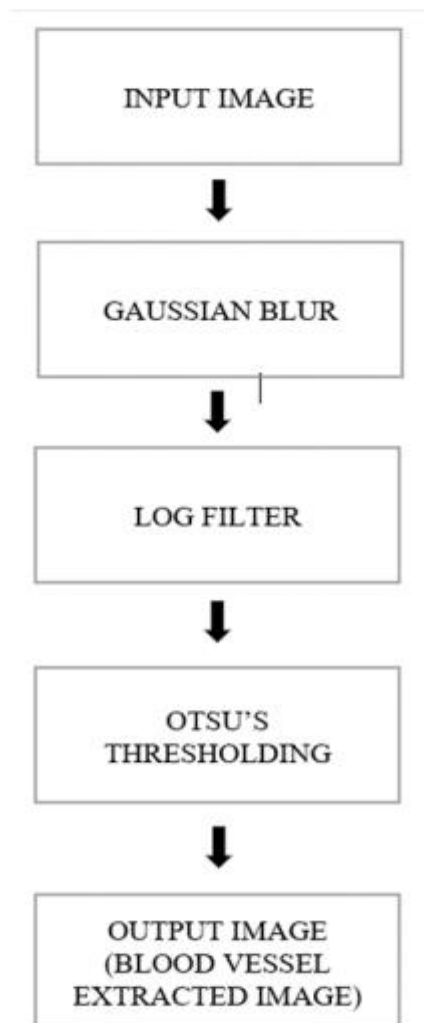 INPUT IMAGE
GAUSSIAN BLUR
LOG FILTER
OTSU’S
THRESHOLDING
OUTPUT IMAGE
(BLOOD VESSEL
EXTRACTED IMAGE)